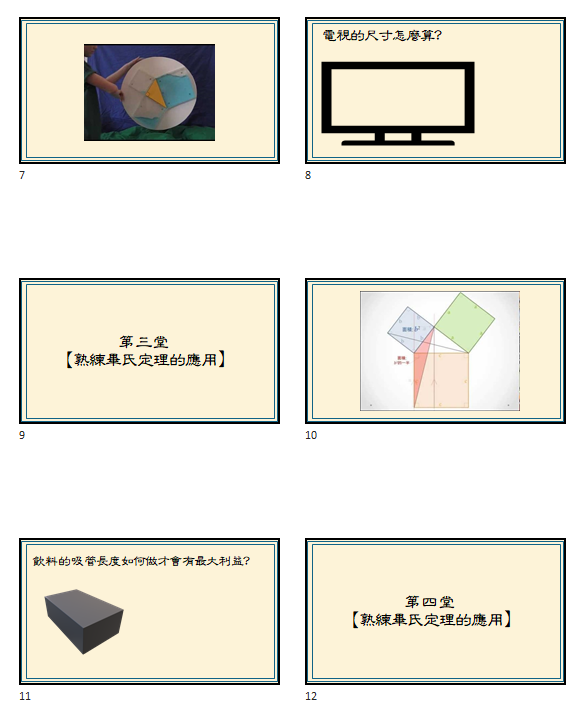 電視的尺寸怎麼算?
7
8
第三堂
【熟練畢氏定理的應用】
9
10
飲料的吸管長度如何做才會有最大利益?
第四堂
【熟練畢氏定理的應用】
11
12